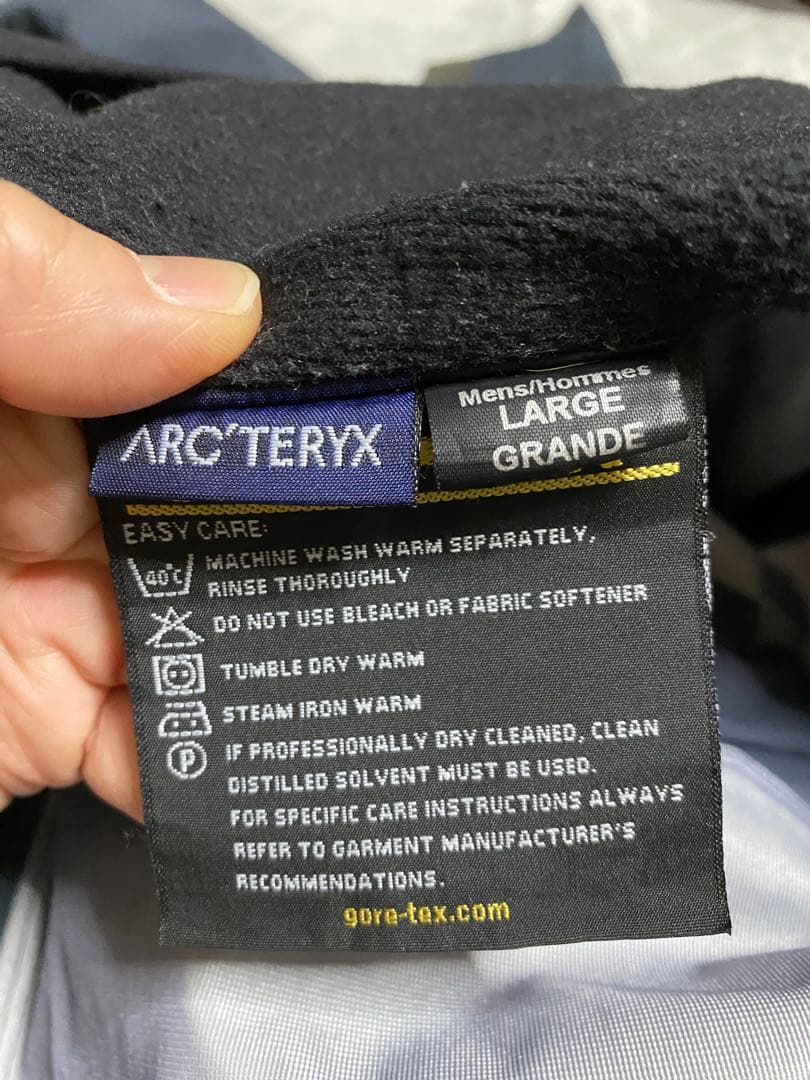 ARC'TERYX
Mens/Hommes
LARGE
GRANDE
EASY CARE:
40°C
MACHINE WASH WARM SEPARATELY,
RINSE THOROUGHLY
DO NOT USE BLEACH OR FABRIC SOFTENER
TUMBLE DRY WARM
STEAM IRON WARM
P
IF PROFESSIONALLY DRY CLEANED, CLEAN
DISTILLED SOLVENT MUST BE USED.
FOR SPECIFIC CARE INSTRUCTIONS ALWAYS
REFER TO GARMENT MANUFACTURER'S
RECOMMENDATIONS.
gore-tex.com